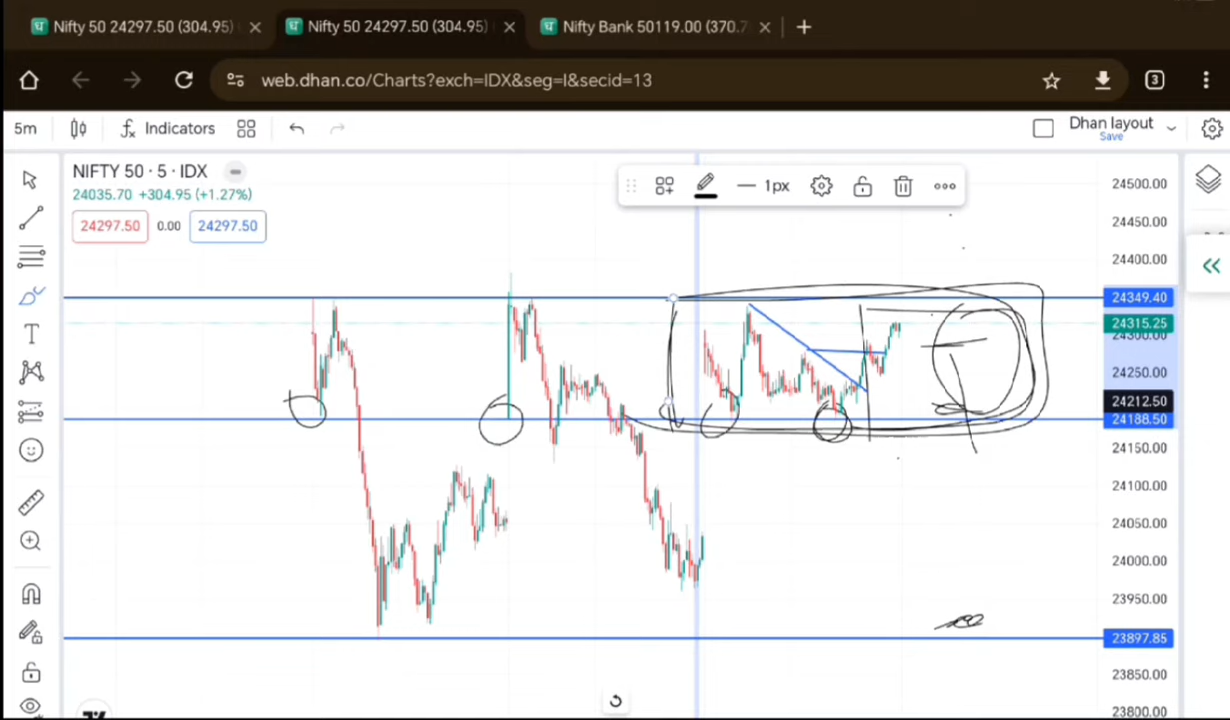 Nifty 50 24297.50 (304.95)
Nifty 50 24297.50 (304.95)
Nifty Bank 50119.00 (370.7
web.dhan.co/Charts?exch=IDX&seg=I&secid=13
3
5m
Indicators
Dhan layout
Save
NIFTY 50 · 5 · IDX
24035.70 +304.95 (+1.27%)
24297.50
0.00
24297.50
1px
24500.00
24450.00
24400.00
24349.40
24315.25
24300.00
24250.00
24212.50
24188.50
24150.00
24100.00
24050.00
24000.00
23950.00
23897.85
23850.00
23800.00